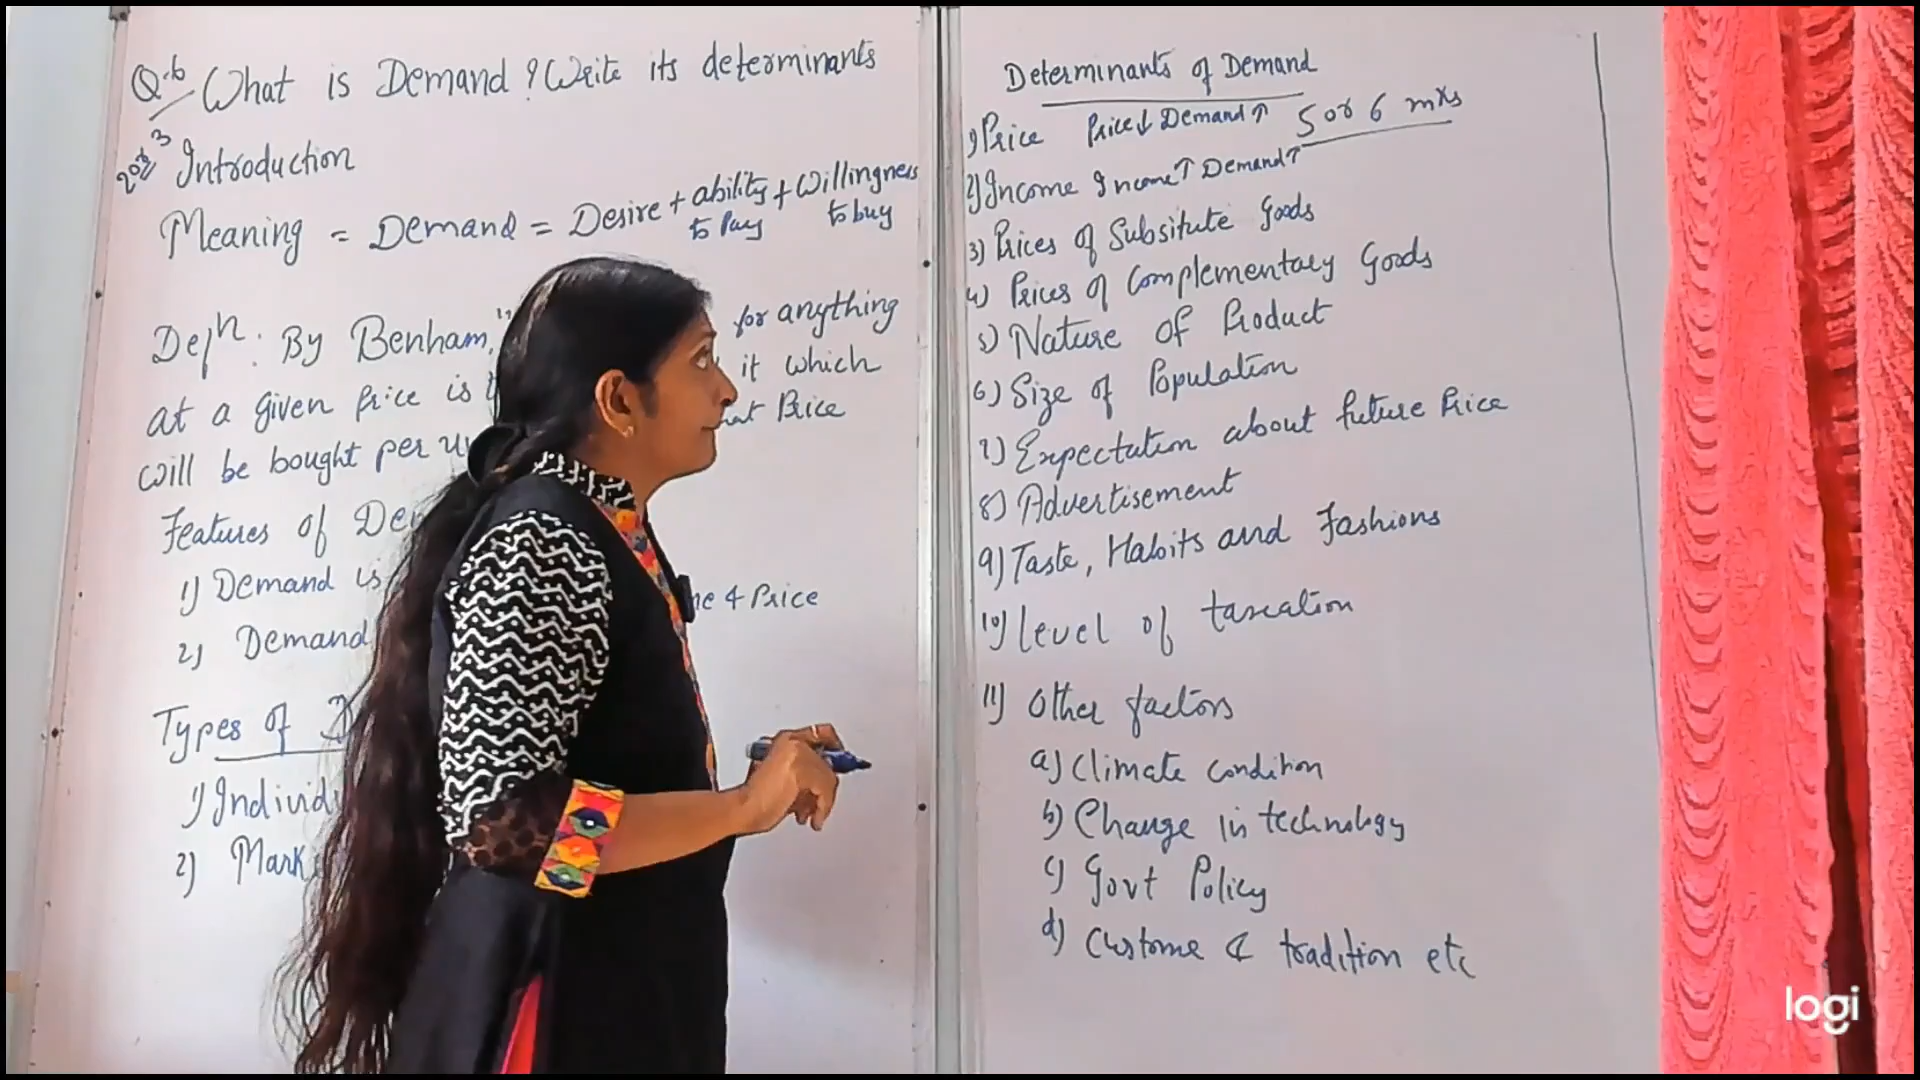 Q.6 What is Demand? Write its determinants
2 or 3
Introduction
Meaning = Demand = Desire + ability + Willingness
to Pay to buy
Defn: By Benham, " for anything
at a given price is it which
will be bought per Price
Features of
1) Demand is
2) Demand & Price
Types of
1) Individ
2) Mark
Determinants of Demand
1) Price Price↓ Demand↑ 5 or 6 mks
2) Income Income↑ Demand↑
3) Prices of Subsitute Goods
4) Prices of Complementary Goods
5) Nature of Product
6) Size of Population
7) Expectation about future Price
8) Advertisement
9) Taste, Habits and Fashions
10) Level of taxation
11) Other factors
a) Climate condition
b) Change in technology
c) Govt Policy
d) Custome & tradition etc
logi